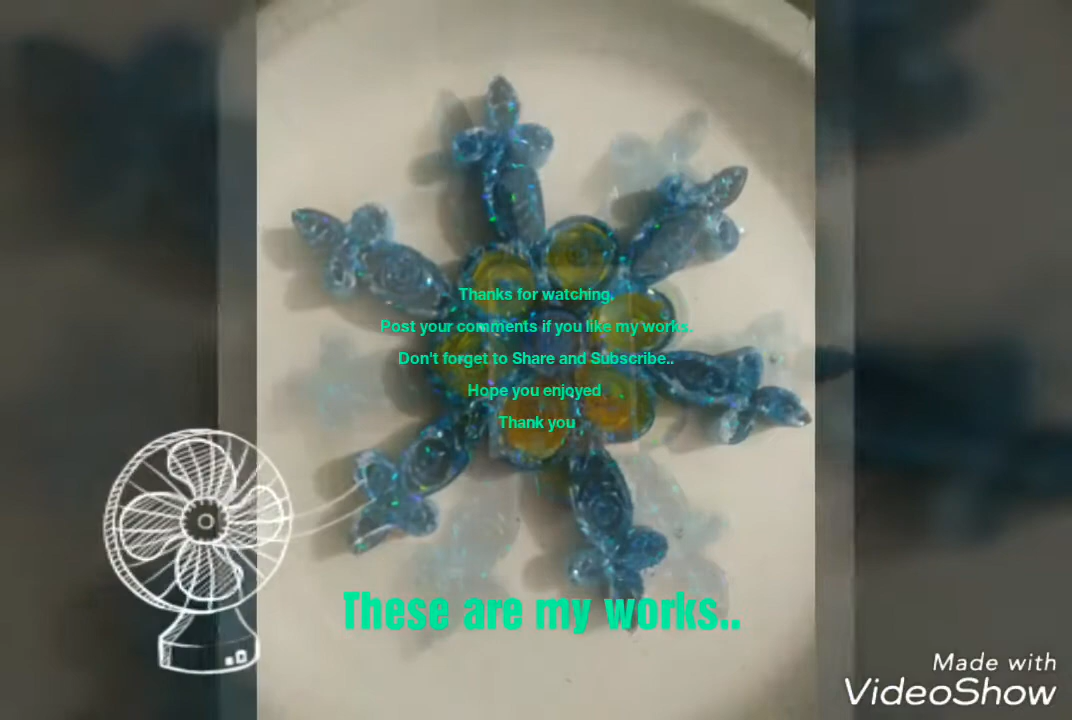 Thanks for watching.
Post your comments if you like my works.
Don't forget to Share and Subscribe..
Hope you enjoyed
Thank you
These are my works..
Made with
VideoShow